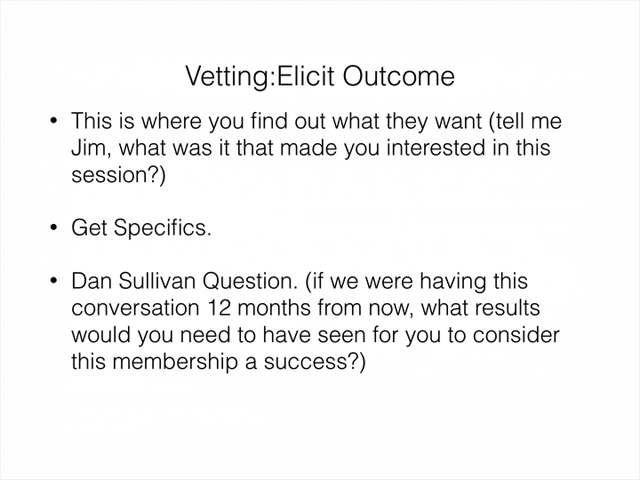 Vetting:Elicit Outcome
• This is where you find out what they want (tell me
Jim, what was it that made you interested in this
session?)
• Get Specifics.
• Dan Sullivan Question. (if we were having this
conversation 12 months from now, what results
would you need to have seen for you to consider
this membership a success?)